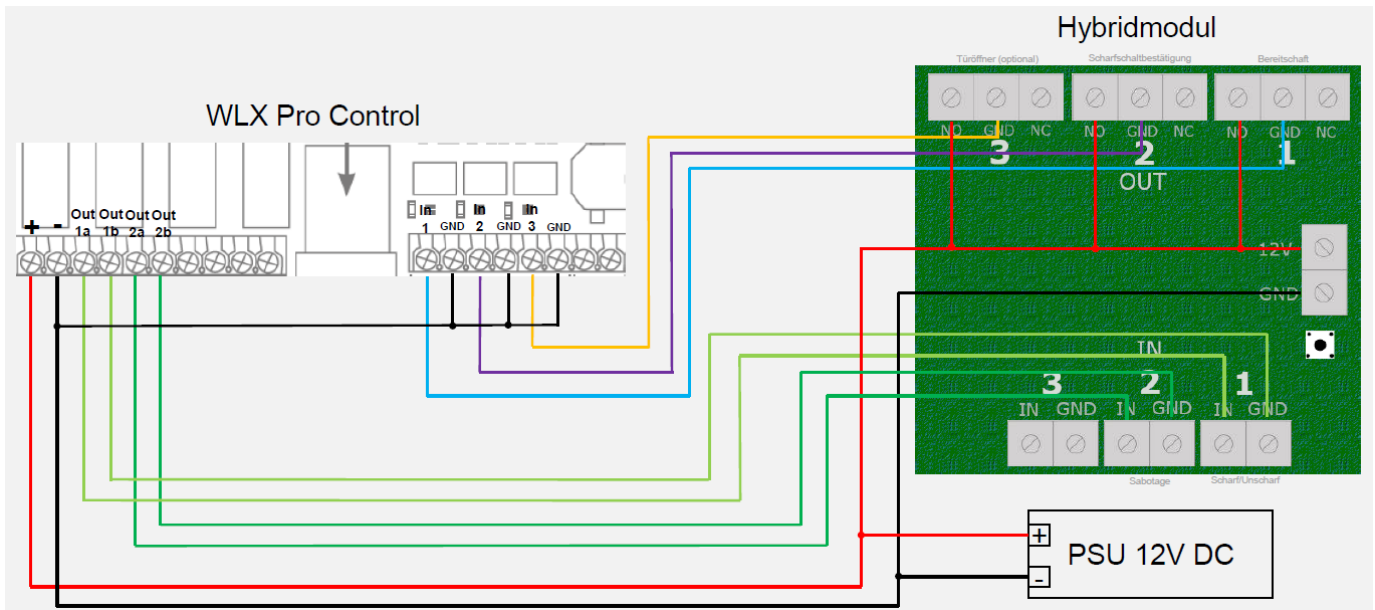 Hybridmodul
Türöffner (optional) Scharfschaltbestätigung Bereitschaft
NO GND NC NO GND NC NO GND NC
3 2 1
OUT
WLX Pro Control
+ - Out 1a Out 1b Out 2a Out 2b
In 1 GND In 2 GND In 3 GND
12V
GND
IN
3 2 1
IN GND IN GND IN GND
Sabotage Scharf/Unscharf
+
PSU 12V DC
-